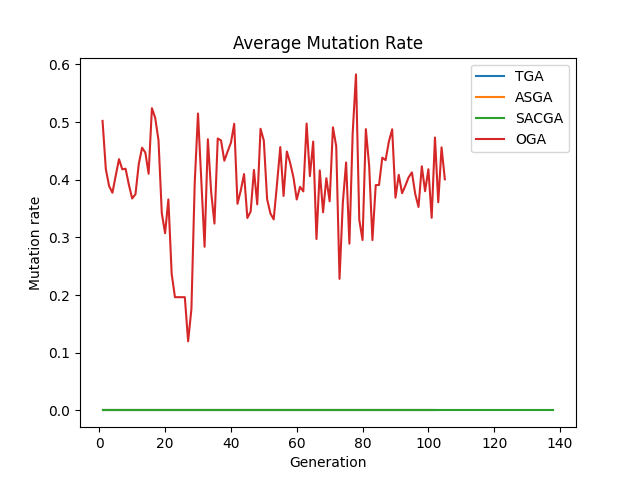 Average Mutation Rate
0.6
0.5
0.4
0.3
0.2
0.1
0.0
Mutation rate
TGA
ASGA
SACGA
OGA
0 20 40 60 80 100 120 140
Generation